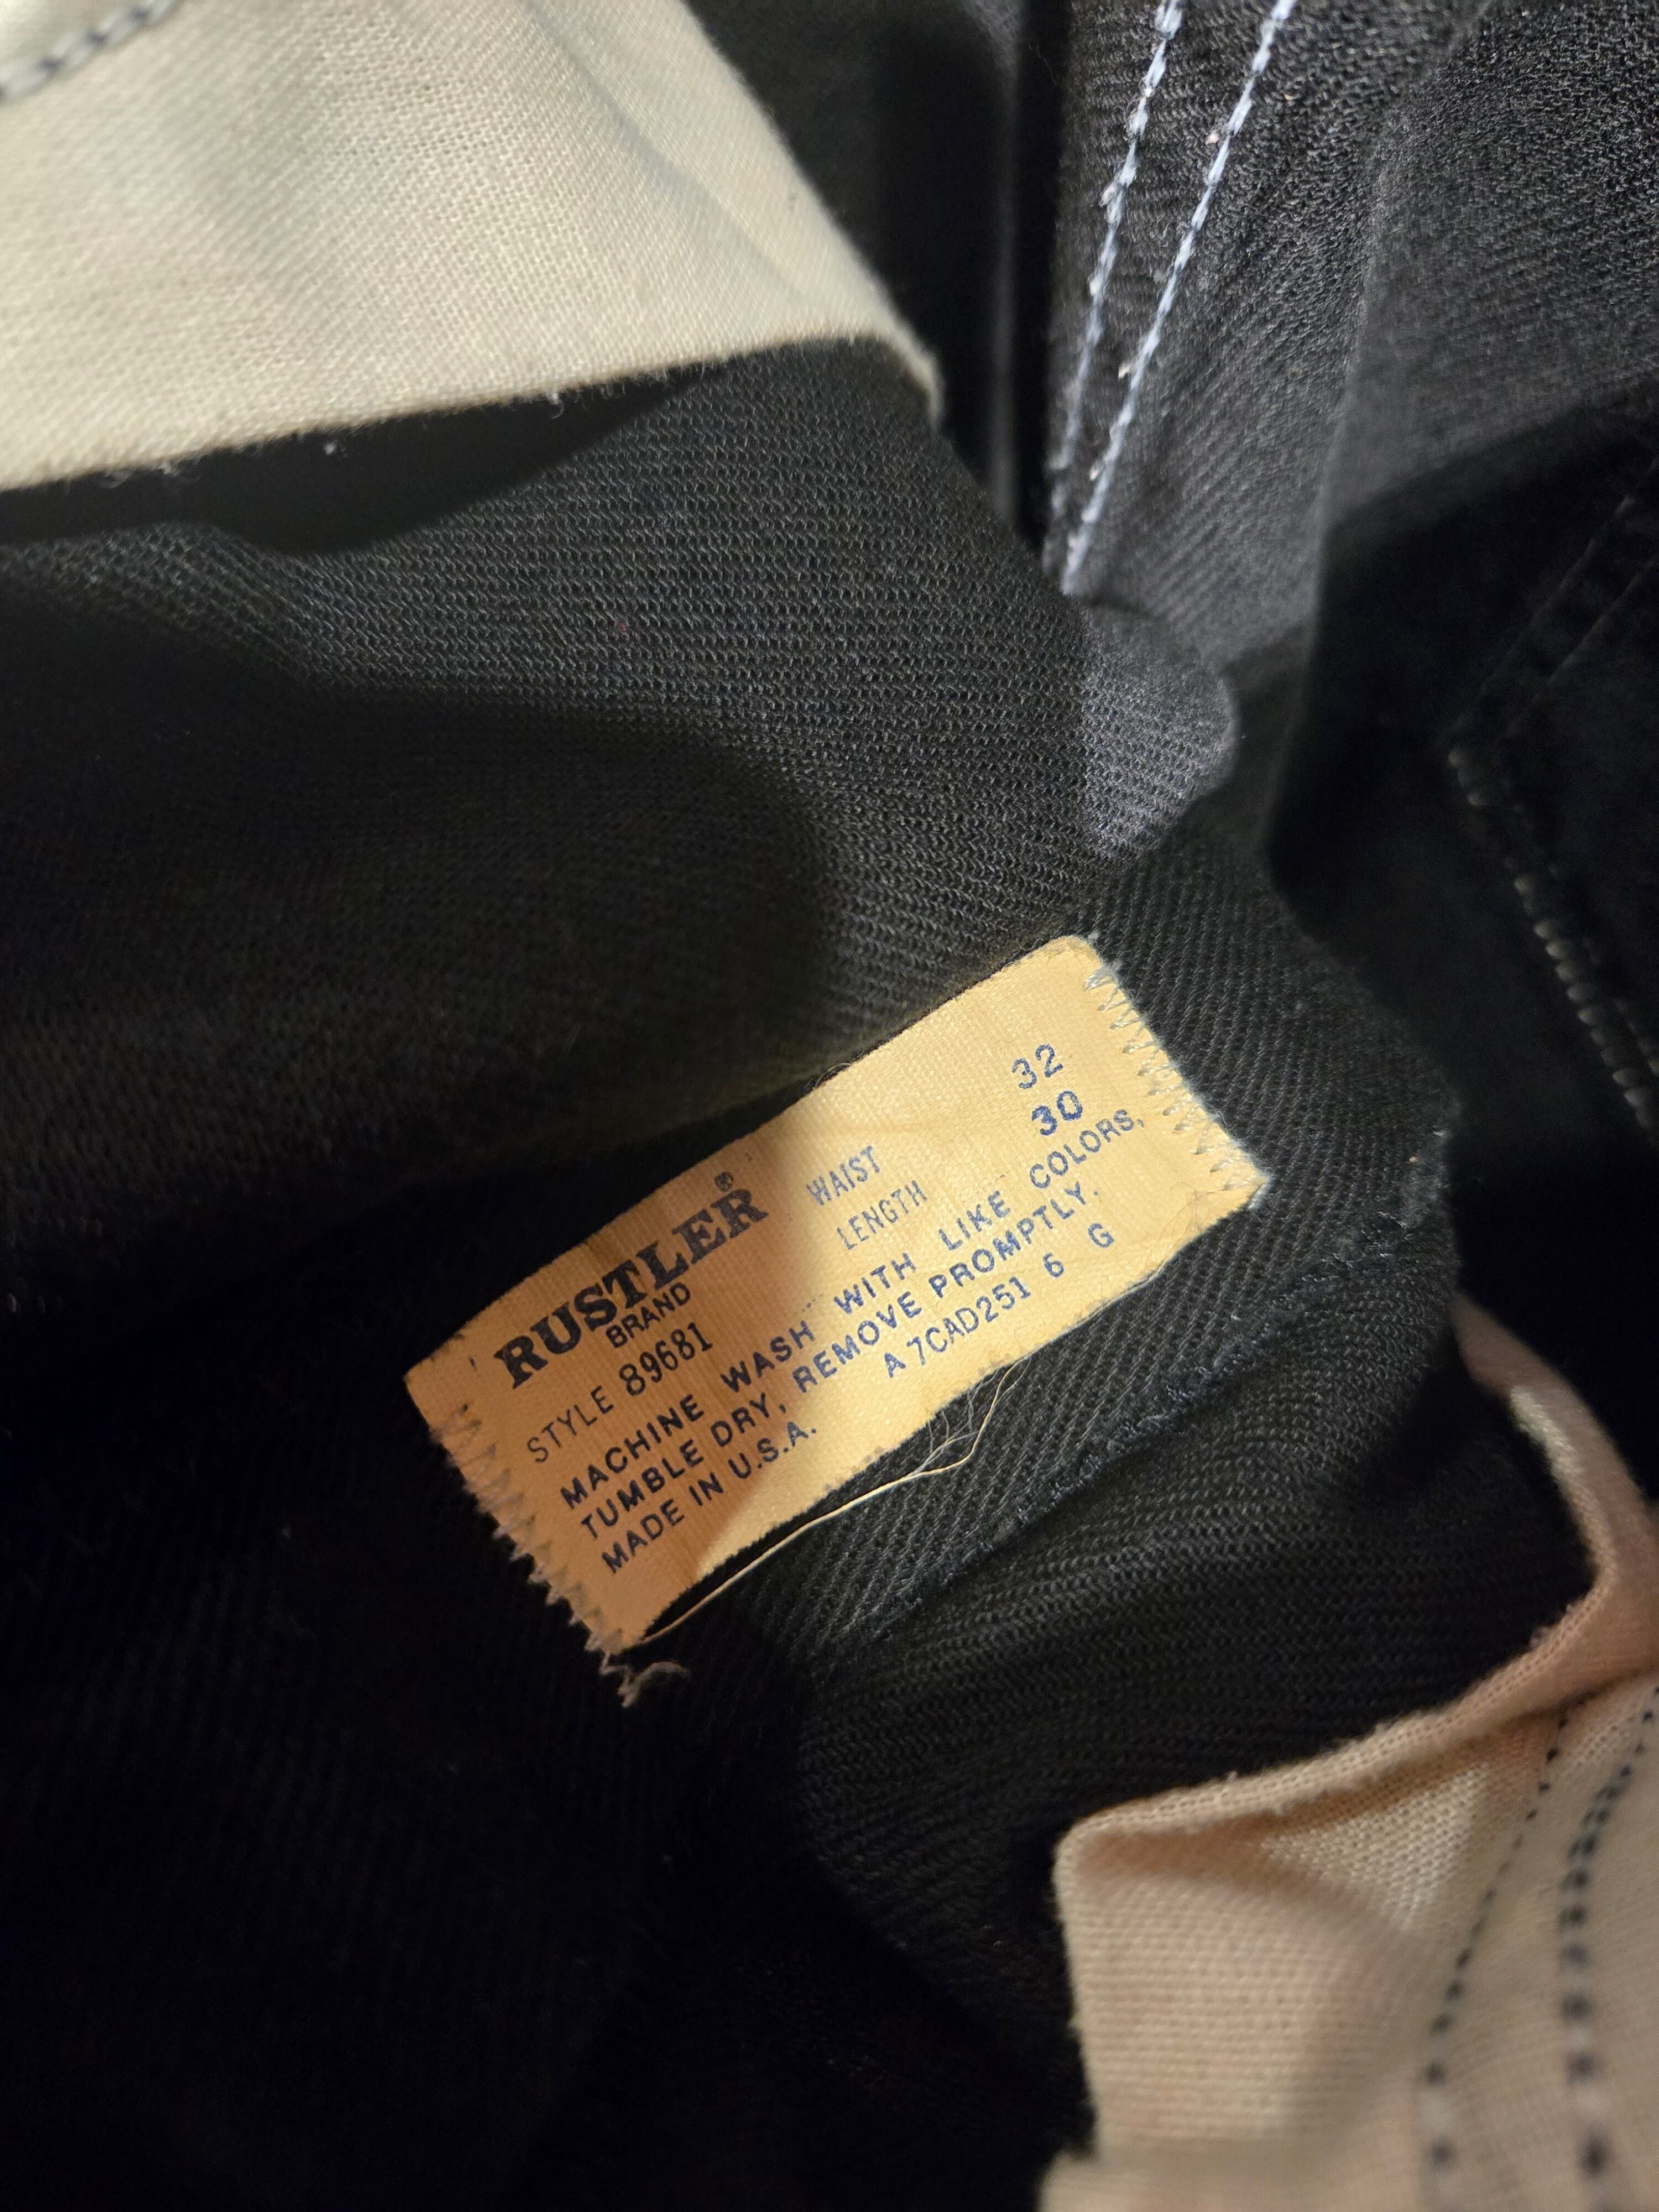 RUSTLER®
BRAND
WAIST 32
LENGTH 30
STYLE 89681
MACHINE WASH WITH LIKE COLORS,
TUMBLE DRY, REMOVE PROMPTLY.
MADE IN U.S.A. A 7CAD251 6 G